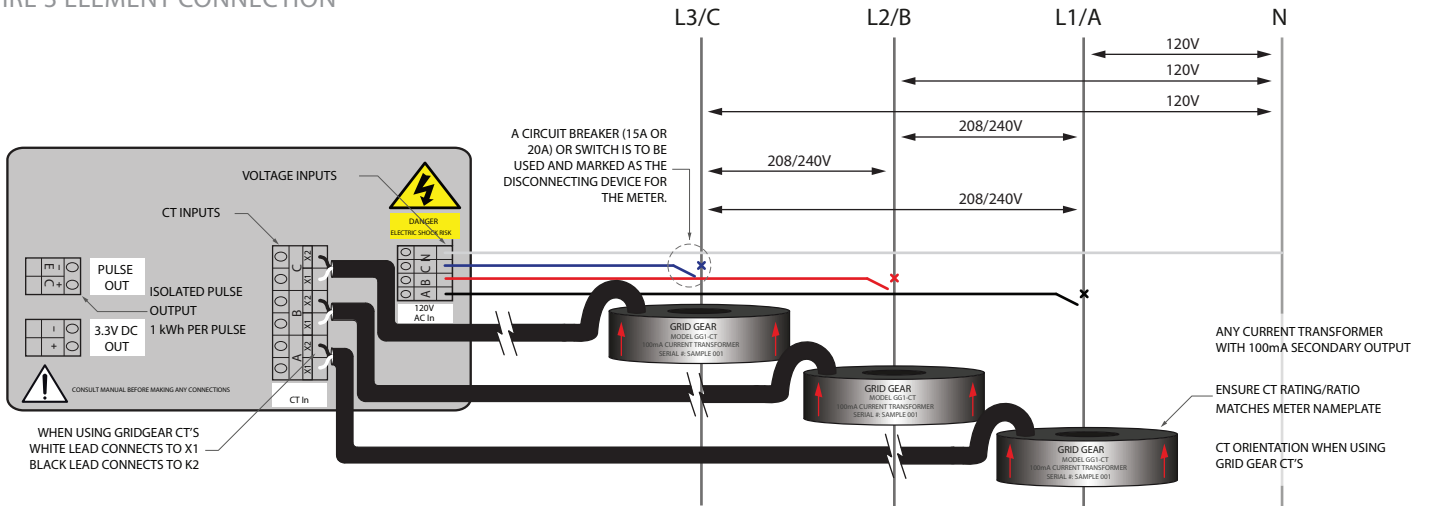 IRE 3 ELEMENT CONNECTION
L3/C
L2/B
L1/A
N
120V
120V
120V
208/240V
208/240V
208/240V
A CIRCUIT BREAKER (15A OR
20A) OR SWITCH IS TO BE
USED AND MARKED AS THE
DISCONNECTING DEVICE FOR
THE METER.
VOLTAGE INPUTS
CT INPUTS
DANGER
ELECTRIC SHOCK RISK
E -
C +
PULSE
OUT
ISOLATED PULSE
OUTPUT
1 kWh PER PULSE
-
+
3.3V DC
OUT
CONSULT MANUAL BEFORE MAKING ANY CONNECTIONS
C
X2
X1
B
X2
X1
A
X2
X1
CT In
A B C N
120V
AC In
WHEN USING GRIDGEAR CT'S
WHITE LEAD CONNECTS TO X1
BLACK LEAD CONNECTS TO K2
GRID GEAR
MODEL GG1-CT
100mA CURRENT TRANSFORMER
SERIAL #: SAMPLE 001
GRID GEAR
MODEL GG1-CT
100mA CURRENT TRANSFORMER
SERIAL #: SAMPLE 001
GRID GEAR
MODEL GG1-CT
100mA CURRENT TRANSFORMER
SERIAL #: SAMPLE 001
ANY CURRENT TRANSFORMER
WITH 100mA SECONDARY OUTPUT
ENSURE CT RATING/RATIO
MATCHES METER NAMEPLATE
CT ORIENTATION WHEN USING
GRID GEAR CT'S